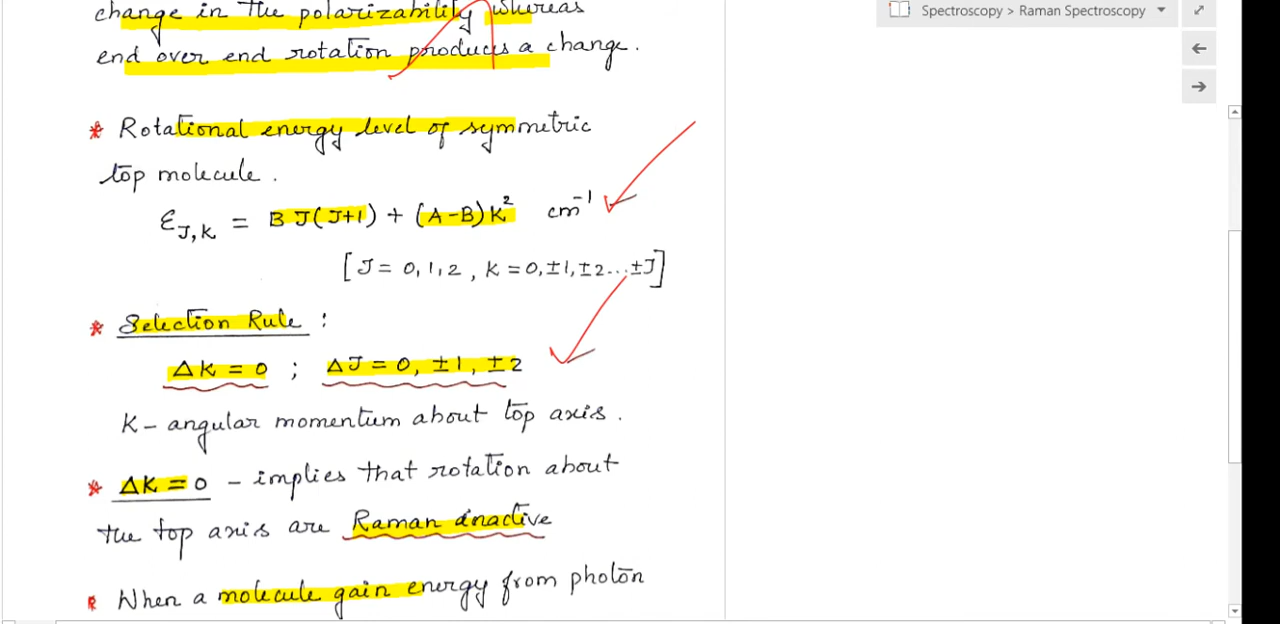 change in the polarizability whereas
end over end rotation produces a change.
* Rotational energy level of symmetric
top molecule.
ℰJ,K = B J(J+1) + (A-B)K² cm⁻¹
[J = 0,1,2, K = 0,±1,±2...±J]
* Selection Rule :
ΔK = 0 ; ΔJ = 0, ±1, ±2
K - angular momentum about top axis.
* ΔK = 0 - implies that rotation about
the top axis are Raman inactive
* When a molecule gain energy from photon
Spectroscopy > Raman Spectroscopy